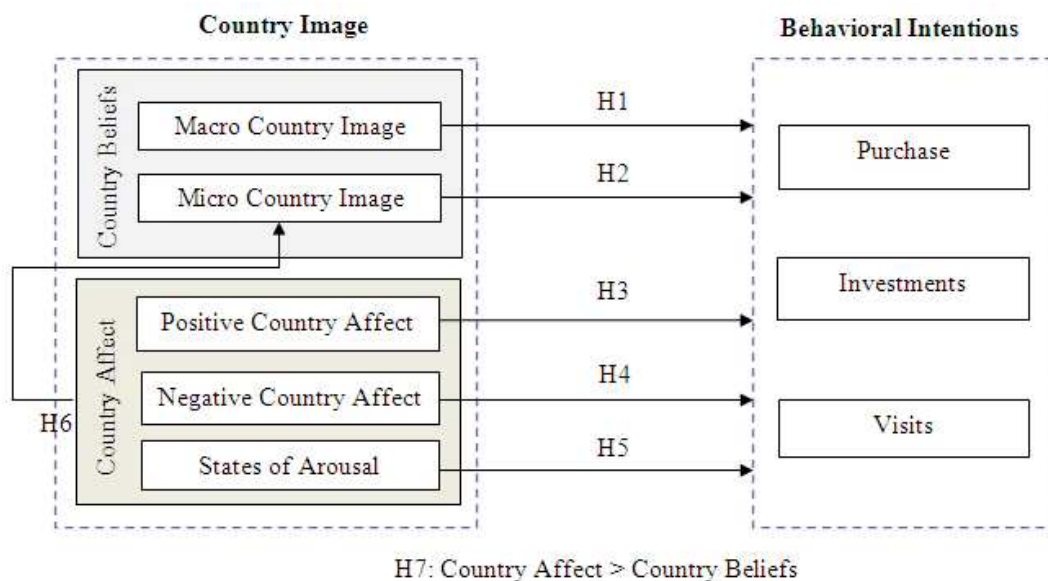 Country Image
Behavioral Intentions
Country Beliefs
Macro Country Image
Micro Country Image
H1
H2
Purchase
Country Affect
Positive Country Affect
Negative Country Affect
States of Arousal
H3
H4
H5
H6
Investments
Visits
H7: Country Affect > Country Beliefs